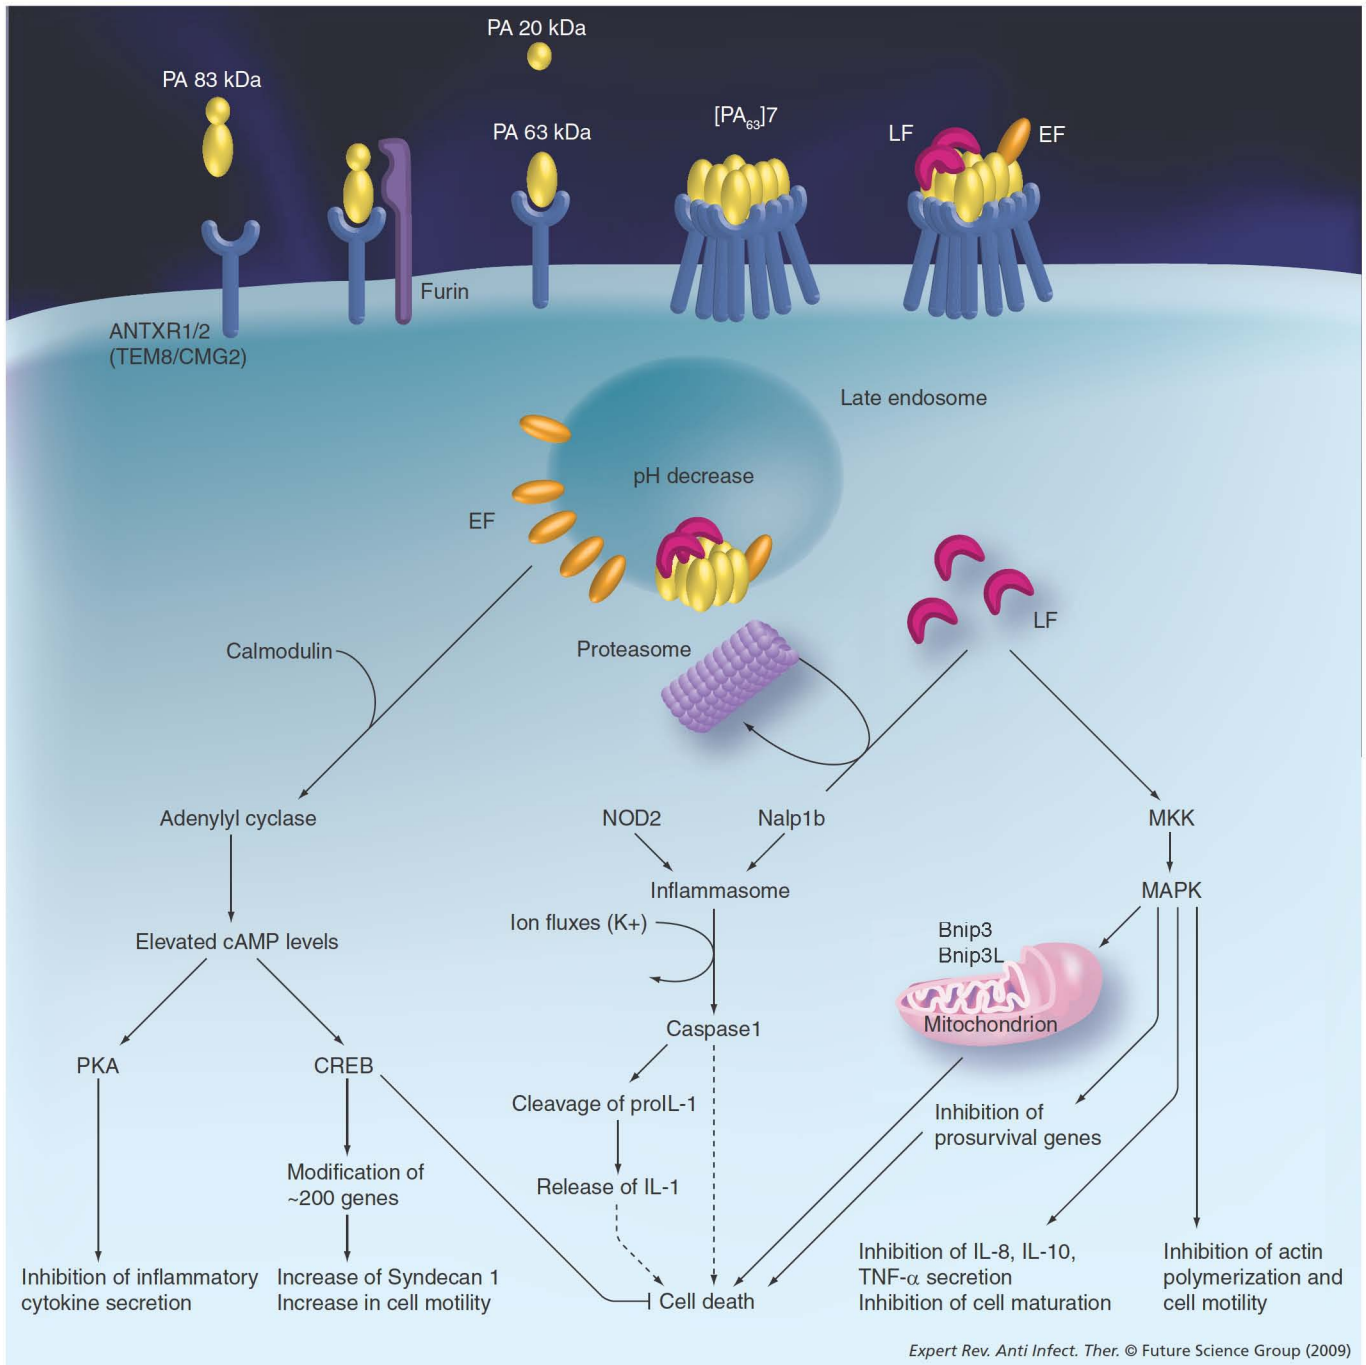 PA 20 kDa
PA 83 kDa
PA 63 kDa
[PA63]7
LF
EF
Furin
ANTXR1/2
(TEM8/CMG2)
Late endosome
pH decrease
EF
LF
Calmodulin
Proteasome
Adenylyl cyclase
NOD2
Nalp1b
MKK
Inflammasome
MAPK
Elevated cAMP levels
Ion fluxes (K+)
Bnip3
Bnip3L
Mitochondrion
Caspase1
PKA
CREB
Cleavage of proIL-1
Inhibition of
prosurvival genes
Modification of
~200 genes
Release of IL-1
Inhibition of inflammatory
cytokine secretion
Increase of Syndecan 1
Increase in cell motility
Cell death
Inhibition of IL-8, IL-10,
TNF-α secretion
Inhibition of cell maturation
Inhibition of actin
polymerization and
cell motility
Expert Rev. Anti Infect. Ther. © Future Science Group (2009)